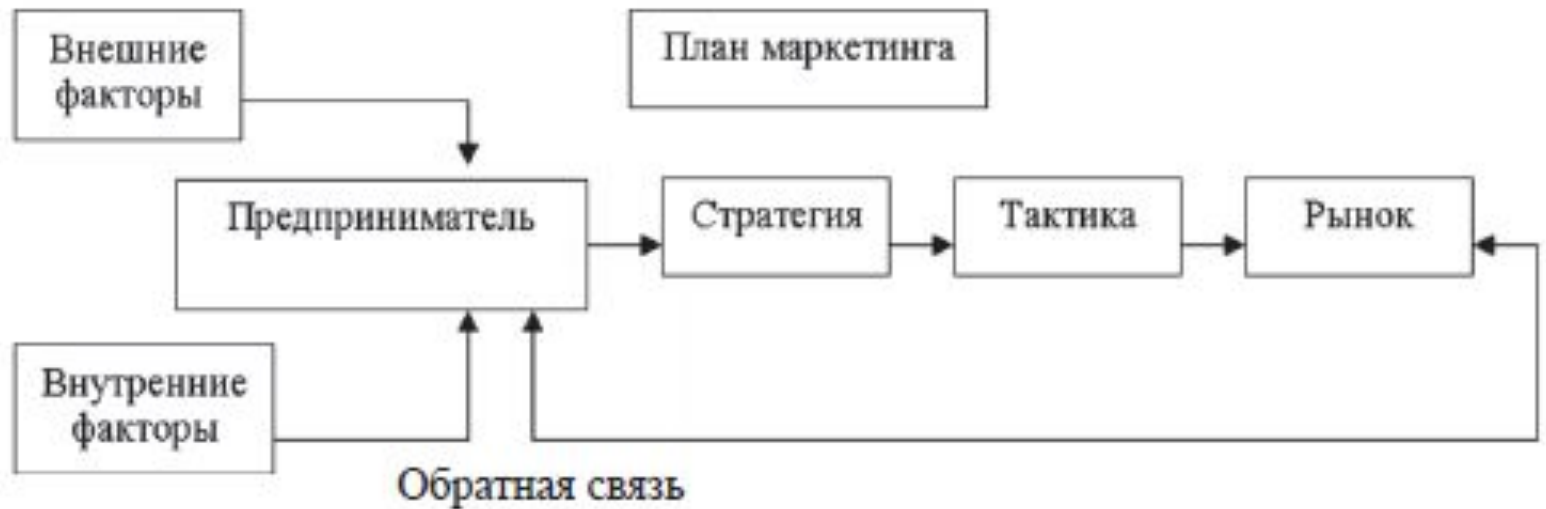 Внешние
факторы
План маркетинга
Предприниматель
Стратегия
Тактика
Рынок
Внутренние
факторы
Обратная связь